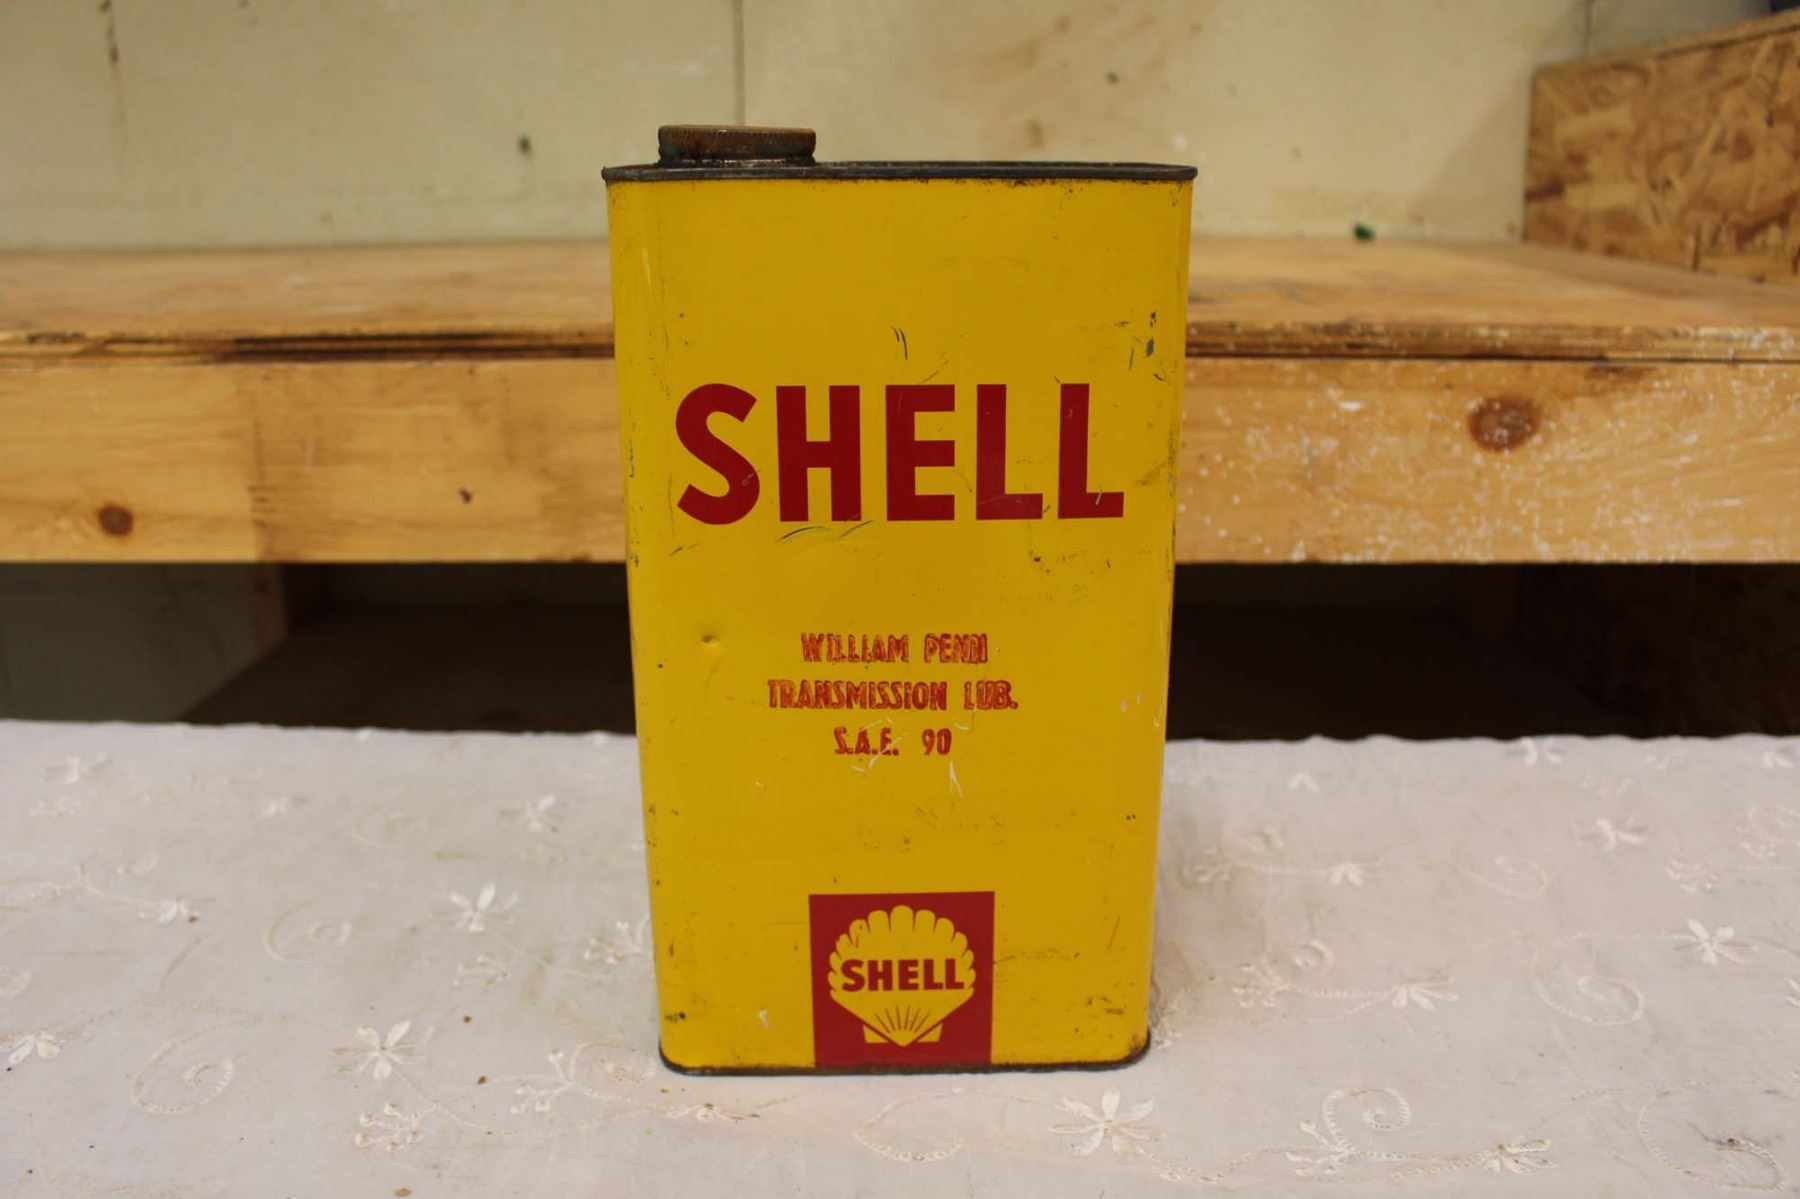 SHELL
WILLIAM PENN
TRANSMISSION LUB.
S.A.E. 90
SHELL